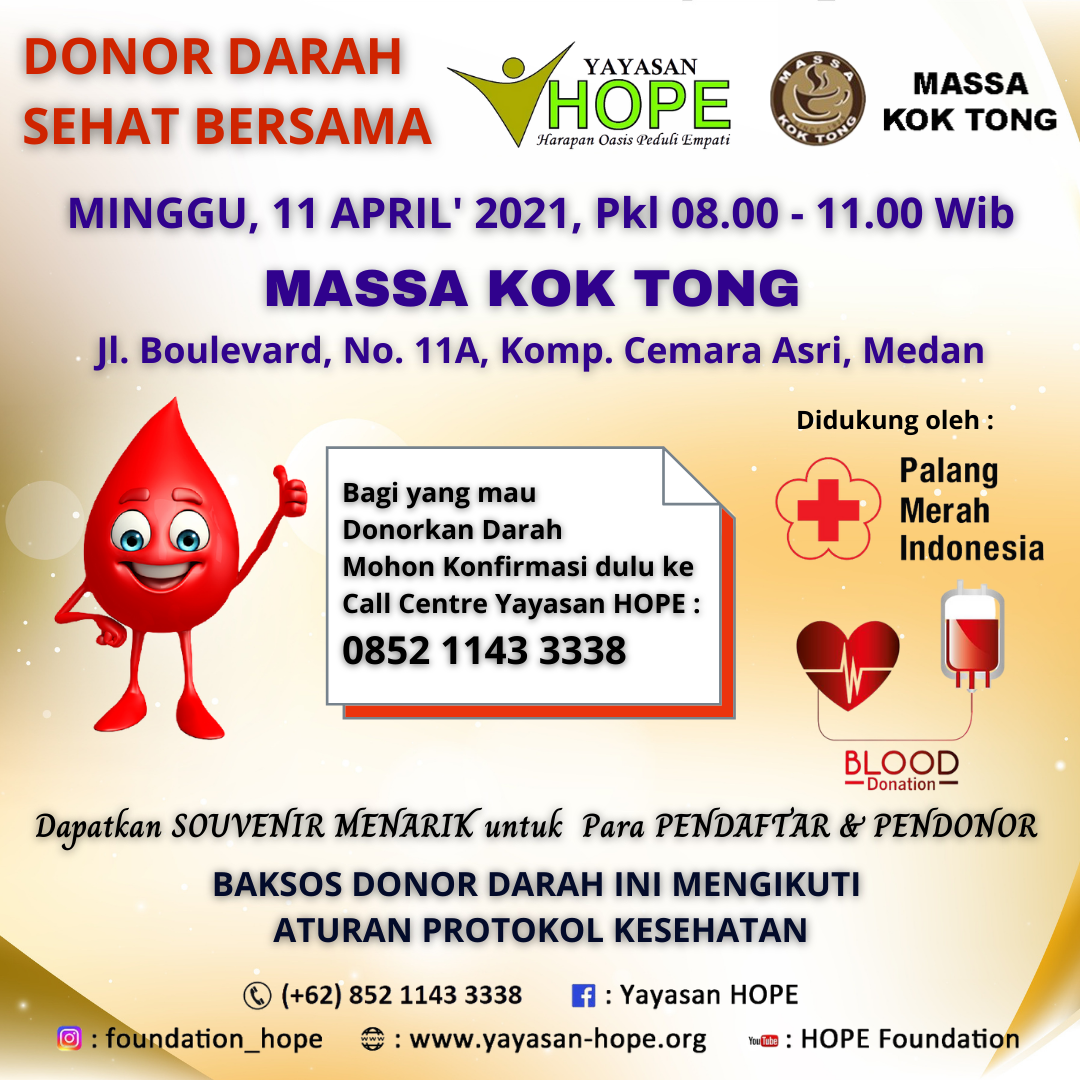 DONOR DARAH
SEHAT BERSAMA
YAYASAN
HOPE
Harapan Oasis Peduli Empati
MASSA
KOK TONG
MASSA
KOK TONG
MINGGU, 11 APRIL' 2021, Pkl 08.00 - 11.00 Wib
MASSA KOK TONG
Jl. Boulevard, No. 11A, Komp. Cemara Asri, Medan
Didukung oleh :
Palang
Merah
Indonesia
Bagi yang mau
Donorkan Darah
Mohon Konfirmasi dulu ke
Call Centre Yayasan HOPE :
0852 1143 3338
BLOOD
Donation
Dapatkan SOUVENIR MENARIK untuk Para PENDAFTAR & PENDONOR
BAKSOS DONOR DARAH INI MENGIKUTI
ATURAN PROTOKOL KESEHATAN
(+62) 852 1143 3338 : Yayasan HOPE
: foundation_hope : www.yayasan-hope.org YouTube : HOPE Foundation